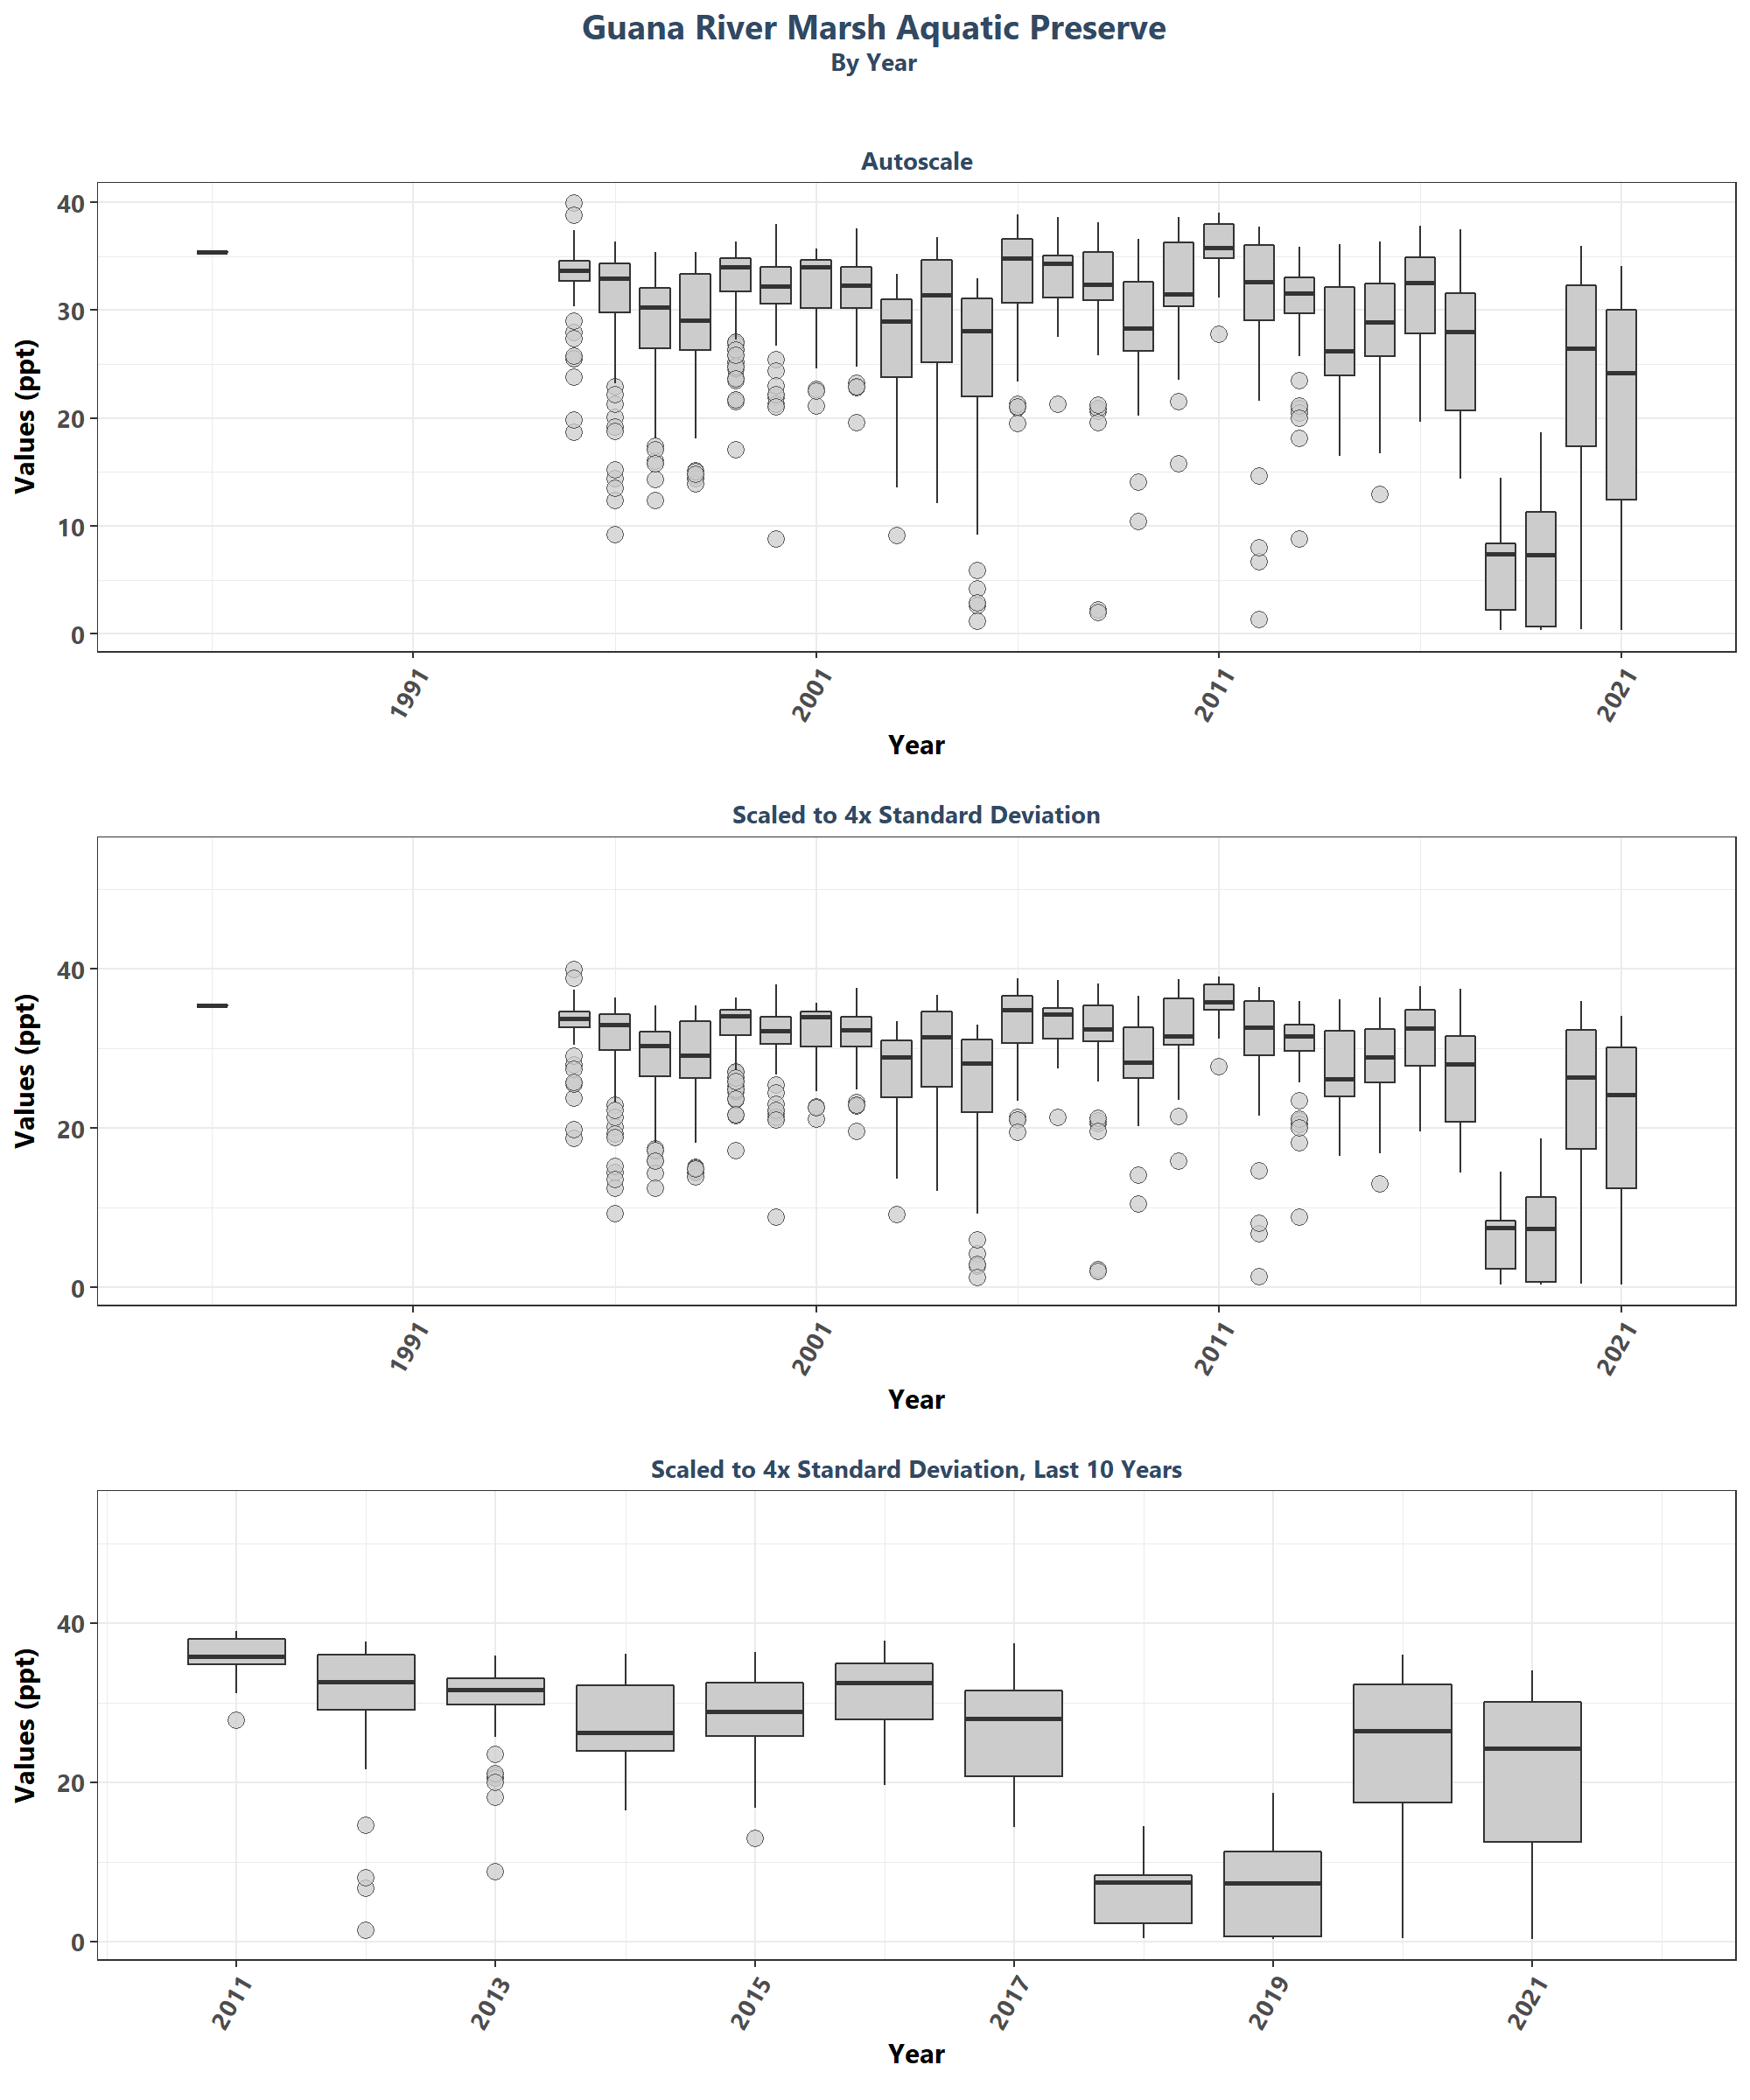 Guana River Marsh Aquatic Preserve
By Year
Autoscale
Values (ppt)
40
30
20
10
0
1991 2001 2011 2021
Year
Scaled to 4x Standard Deviation
Values (ppt)
40
20
0
1991 2001 2011 2021
Year
Scaled to 4x Standard Deviation, Last 10 Years
Values (ppt)
40
20
0
2011 2013 2015 2017 2019 2021
Year